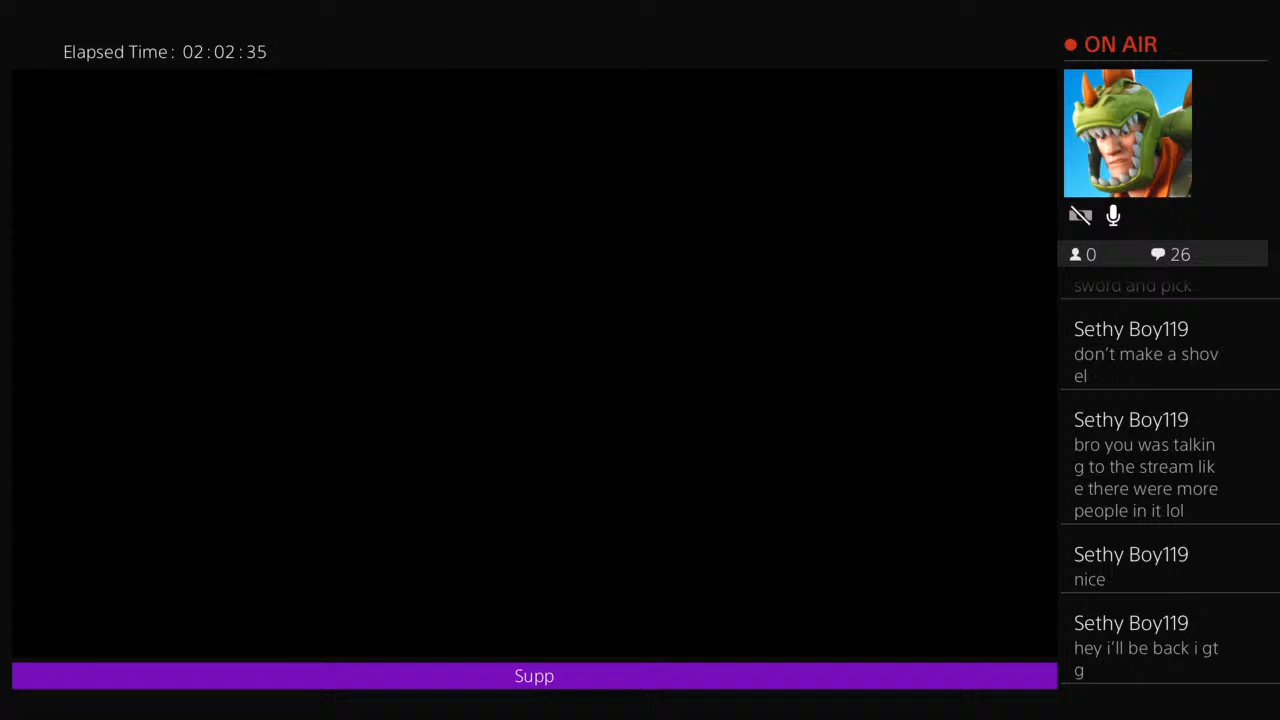 Elapsed Time: 02:02:35
ON AIR
0 26
sword and pick
Sethy Boy119
don't make a shov
el
Sethy Boy119
bro you was talkin
g to the stream lik
e there were more
people in it lol
Sethy Boy119
nice
Sethy Boy119
hey i'll be back i gt
g
Supp